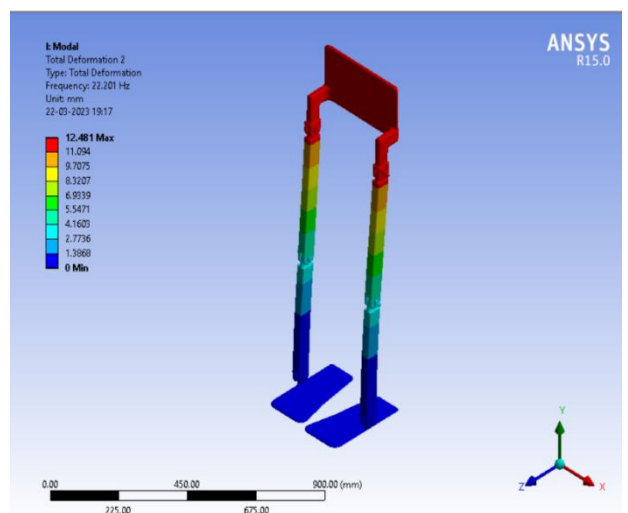 I: Modal
Total Deformation 2
Type: Total Deformation
Frequency: 22.201 Hz
Unit: mm
22-03-2023 19:17
12.481 Max
11.094
9.7075
8.3207
6.9339
5.5471
4.1603
2.7736
1.3868
0 Min
ANSYS
R15.0
0.00
450.00
900.00 (mm)
225.00
675.00
Y
Z
X